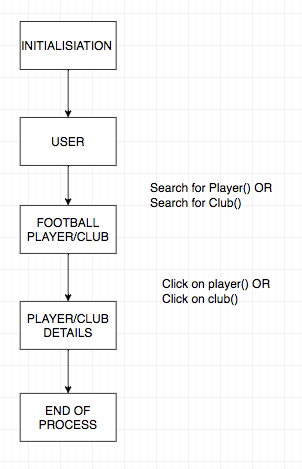 INITIALISIATION
USER
Search for Player() OR
Search for Club()
FOOTBALL
PLAYER/CLUB
Click on player() OR
Click on club()
PLAYER/CLUB
DETAILS
END OF
PROCESS